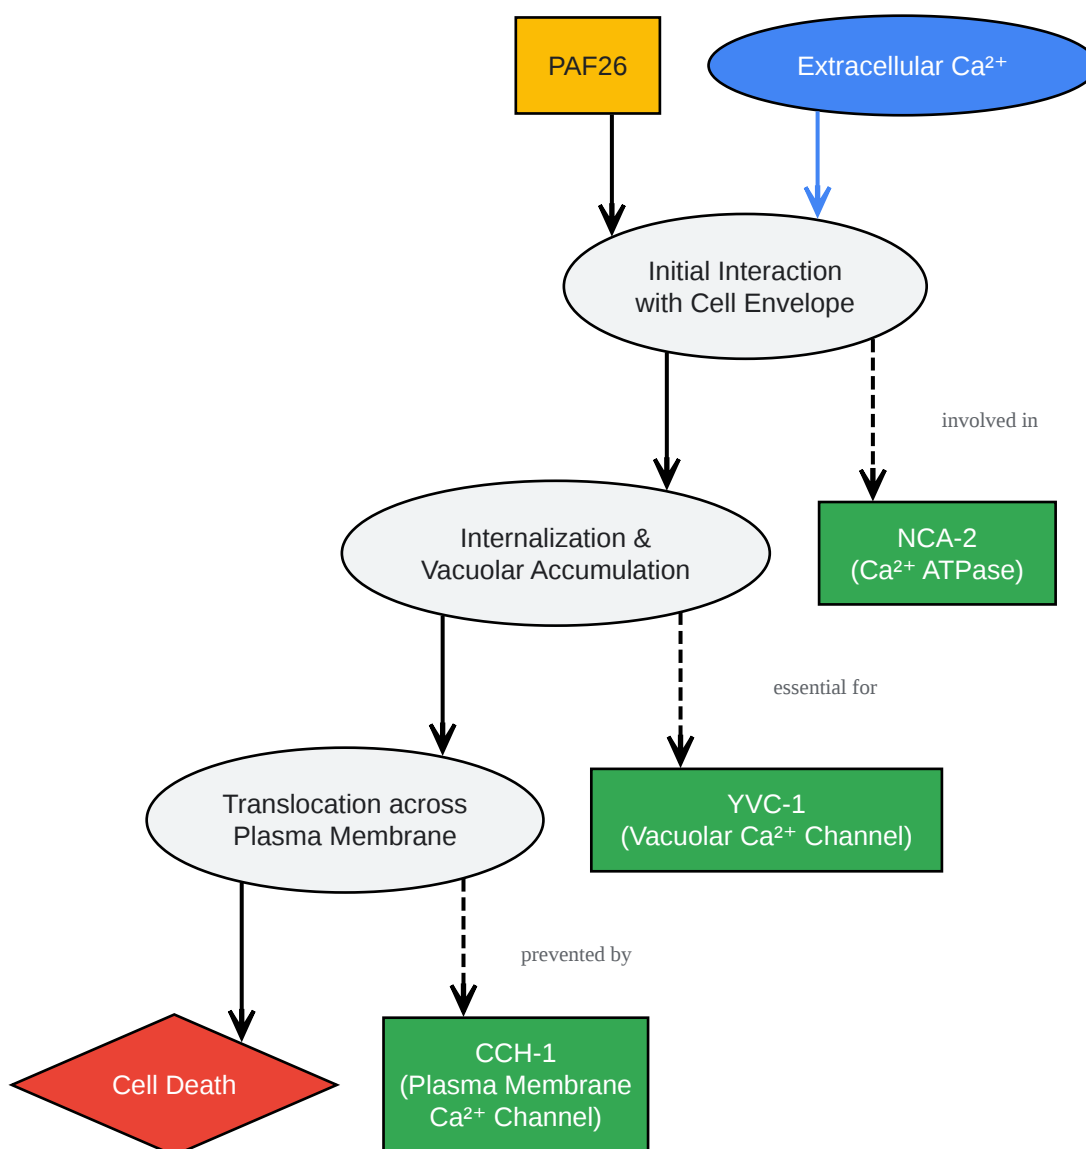 PAF26
Extracellular Ca²⁺
Initial Interaction
with Cell Envelope
involved in
NCA-2
(Ca²⁺ ATPase)
Internalization &
Vacuolar Accumulation
essential for
YVC-1
(Vacuolar Ca²⁺ Channel)
Translocation across
Plasma Membrane
prevented by
CCH-1
(Plasma Membrane
Ca²⁺ Channel)
Cell Death